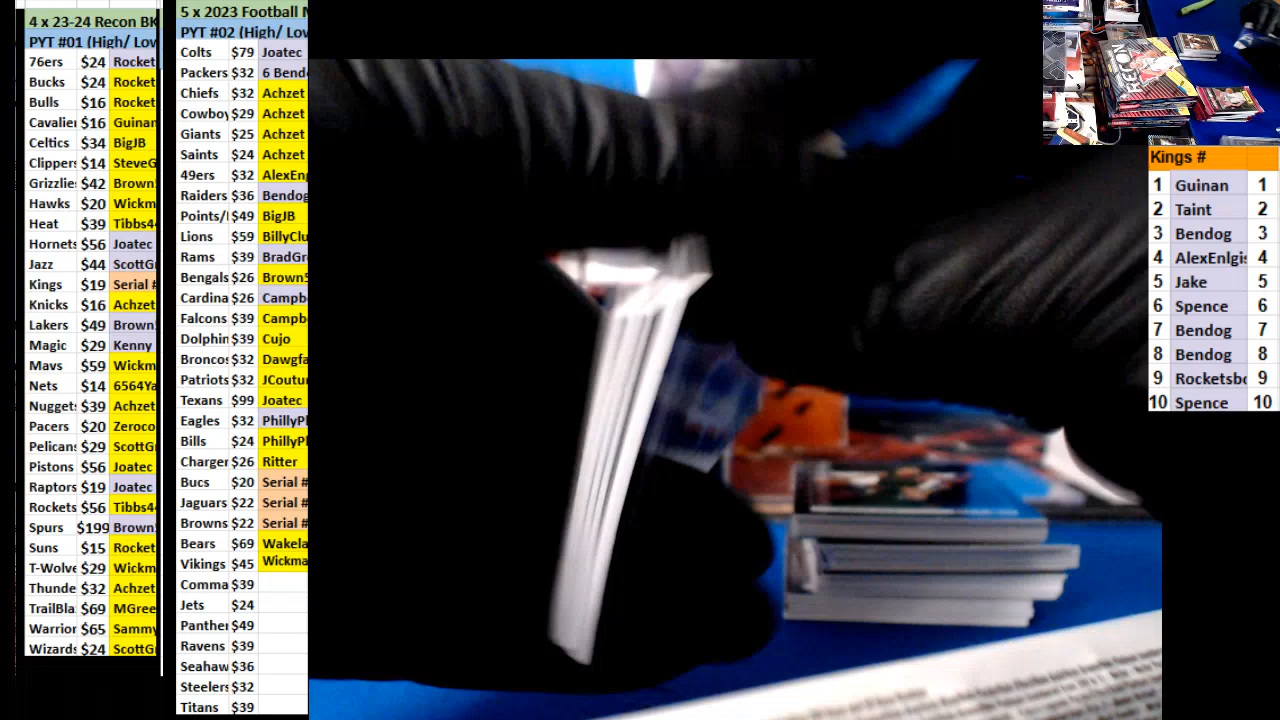 4 x 23-24 Recon BK
PYT #01 (High/ Low
76ers $24 Rocket
Bucks $24 Rocket
Bulls $16 Rocket
Cavalier $16 Guinan
Celtics $34 BigJB
Clippers $14 SteveG
Grizzlie $42 Brown
Hawks $20 Wickm
Heat $39 Tibbs4
Hornets $56 Joatec
Jazz $44 ScottG
Kings $19 Serial #
Knicks $16 Achzet
Lakers $49 Brown
Magic $29 Kenny
Mavs $59 Wickm
Nets $14 6564Ya
Nuggets $39 Achzet
Pacers $20 Zeroco
Pelicans $29 ScottG
Pistons $56 Joatec
Raptors $19 Joatec
Rockets $56 Tibbs4
Spurs $199 Brown
Suns $15 Rocket
T-Wolve $29 Wickm
Thunde $32 Achzet
TrailBla $69 MGree
Warrior $65 Sammy
Wizards $24 ScottG
5 x 2023 Football
PYT #02 (High/ Low
Colts $79 Joatec
Packers $32 6 Bend
Chiefs $32 Achzet
Cowboy $29 Achzet
Giants $25 Achzet
Saints $24 Achzet
49ers $32 AlexEng
Raiders $36 Bendog
Points/ $49 BigJB
Lions $59 BillyClu
Rams $39 BradGr
Bengals $26 Brown
Cardina $26 Campb
Falcons $39 Campb
Dolphin $39 Cujo
Broncos $32 Dawgfa
Patriots $32 JCoutu
Texans $99 Joatec
Eagles $32 PhillyP
Bills $24 PhillyP
Charger $26 Ritter
Bucs $20 Serial #
Jaguars $22 Serial #
Browns $22 Serial #
Bears $69 Wakela
Vikings $45 Wickma
Comma $39
Jets $24
Panthe $49
Ravens $39
Seahaw $36
Steelers $32
Titans $39
RECON
Kings #
1 Guinan 1
2 Taint 2
3 Bendog 3
4 AlexEnlgis 4
5 Jake 5
6 Spence 6
7 Bendog 7
8 Bendog 8
9 Rocketsbo 9
10 Spence 10